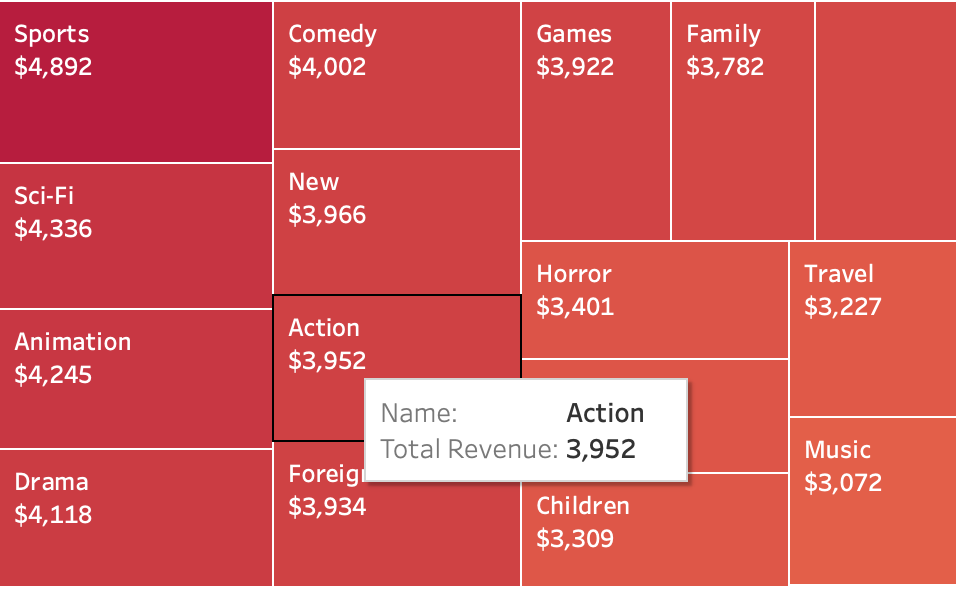 Sports
$4,892
Sci-Fi
$4,336
Animation
$4,245
Drama
$4,118
Comedy
$4,002
New
$3,966
Action
$3,952
Foreig
$3,934
Games
$3,922
Family
$3,782
Horror
$3,401
Children
$3,309
Travel
$3,227
Music
$3,072
Name: Action
Total Revenue: 3,952